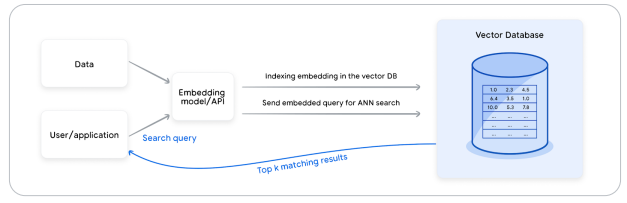 Vector Database
Data
Indexing embedding in the vector DB
Embedding
model/API
Send embedded query for ANN search
User/application
Search query
Top k matching results
1.0 2.3 4.5
6.4 3.5 1.0
10.0 5.3 7.8
... ... ...
... ... ...